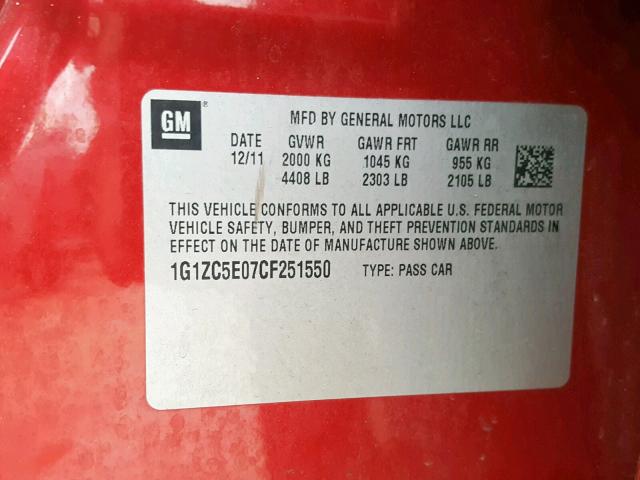 GM®
MFD BY GENERAL MOTORS LLC
DATE GVWR GAWR FRT GAWR RR
12/11 2000 KG 1045 KG 955 KG
4408 LB 2303 LB 2105 LB
THIS VEHICLE CONFORMS TO ALL APPLICABLE U.S. FEDERAL MOTOR
VEHICLE SAFETY, BUMPER, AND THEFT PREVENTION STANDARDS IN
EFFECT ON THE DATE OF MANUFACTURE SHOWN ABOVE.
1G1ZC5E07CF251550 TYPE: PASS CAR